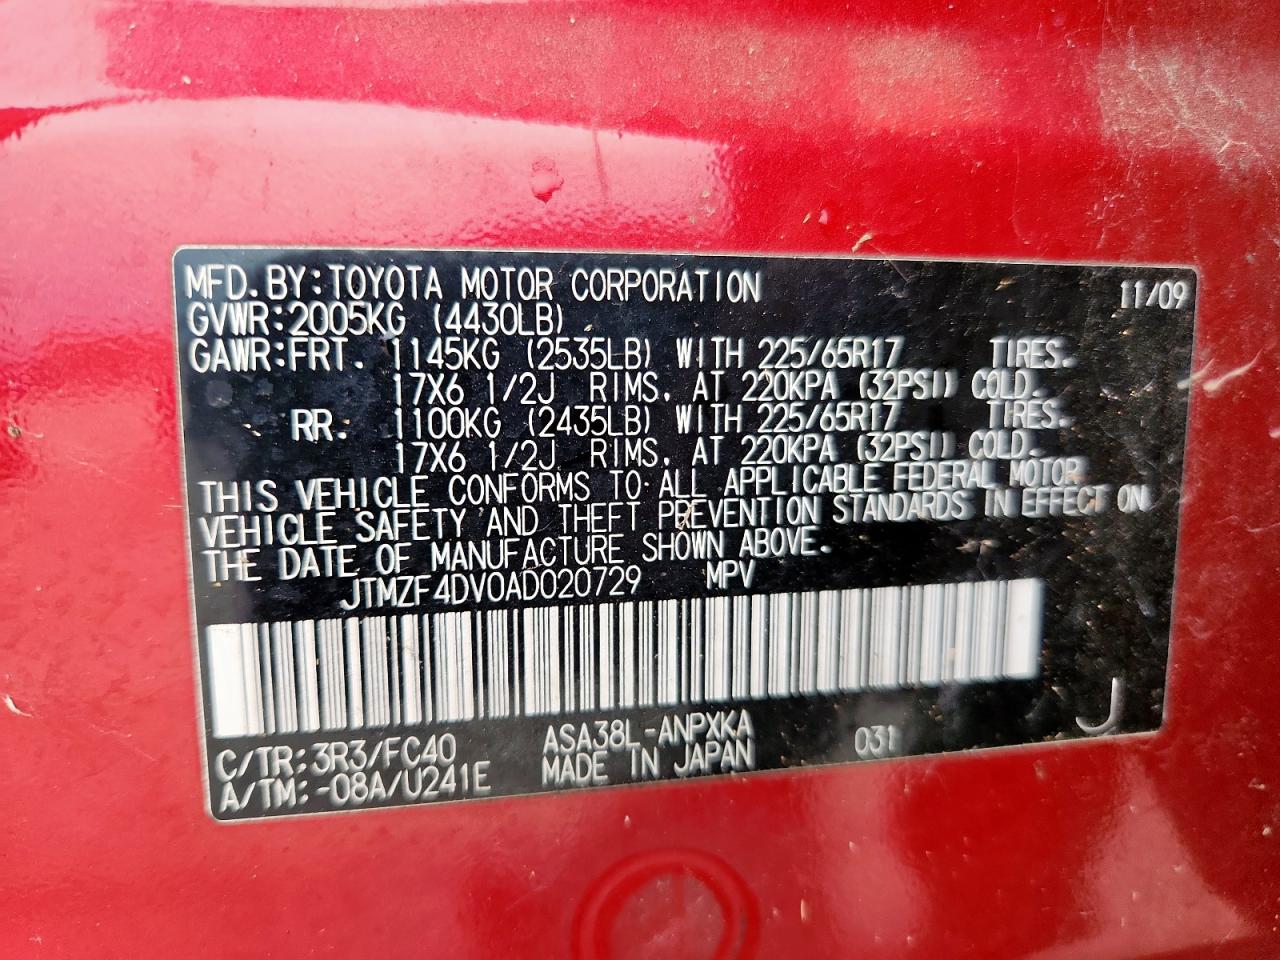 MFD.BY:TOYOTA MOTOR CORPORATION 11/09
GVWR:2005KG (4430LB)
GAWR:FRT. 1145KG (2535LB) WITH 225/65R17 TIRES.
17X6 1/2J RIMS, AT 220KPA (32PSI) COLD.
RR. 1100KG (2435LB) WITH 225/65R17 TIRES.
17X6 1/2J RIMS, AT 220KPA (32PSI) COLD.
THIS VEHICLE CONFORMS TO ALL APPLICABLE FEDERAL MOTOR
VEHICLE SAFETY AND THEFT PREVENTION STANDARDS IN EFFECT ON
THE DATE OF MANUFACTURE SHOWN ABOVE.
JTMZF4DV0AD020729 MPV
C/TR:3R3/FC40 ASA38L-ANPXKA 031 J
A/TM:-08A/U241E MADE IN JAPAN